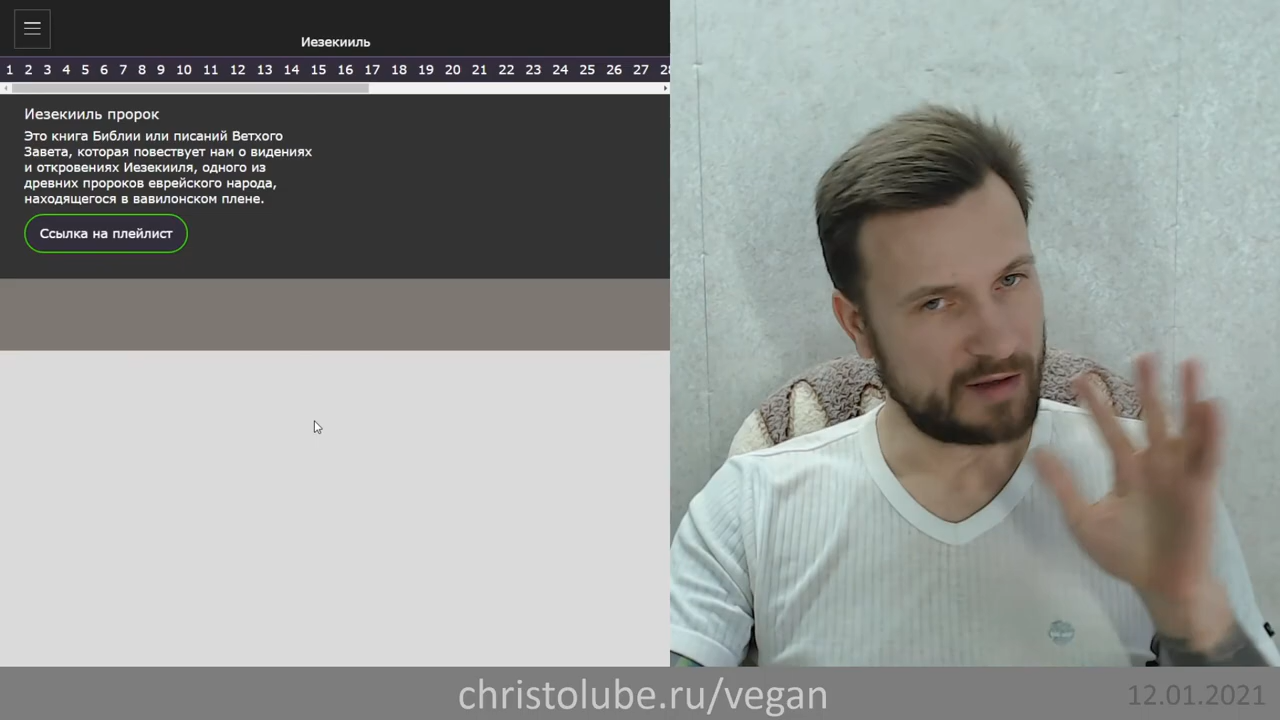 Иезекииль
1 2 3 4 5 6 7 8 9 10 11 12 13 14 15 16 17 18 19 20 21 22 23 24 25 26 27 28
Иезекииль пророк
Это книга Библии или писаний Ветхого
Завета, которая повествует нам о видениях
и откровениях Иезекииля, одного из
древних пророков еврейского народа,
находящегося в вавилонском плене.
Ссылка на плейлист
christolube.ru/vegan
12.01.2021